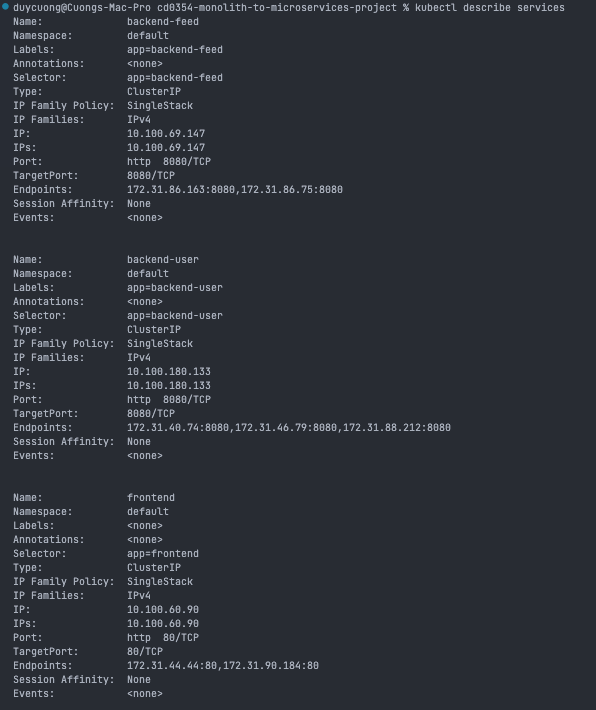 duycuong@Cuongs-Mac-Pro cd0354-monolith-to-microservices-project % kubectl describe services
Name:              backend-feed
Namespace:         default
Labels:            app=backend-feed
Annotations:       <none>
Selector:          app=backend-feed
Type:              ClusterIP
IP Family Policy:  SingleStack
IP Families:       IPv4
IP:                10.100.69.147
IPs:               10.100.69.147
Port:              http  8080/TCP
TargetPort:        8080/TCP
Endpoints:         172.31.86.163:8080,172.31.86.75:8080
Session Affinity:  None
Events:            <none>
Name:              backend-user
Namespace:         default
Labels:            app=backend-user
Annotations:       <none>
Selector:          app=backend-user
Type:              ClusterIP
IP Family Policy:  SingleStack
IP Families:       IPv4
IP:                10.100.180.133
IPs:               10.100.180.133
Port:              http  8080/TCP
TargetPort:        8080/TCP
Endpoints:         172.31.40.74:8080,172.31.46.79:8080,172.31.88.212:8080
Session Affinity:  None
Events:            <none>
Name:              frontend
Namespace:         default
Labels:            <none>
Annotations:       <none>
Selector:          app=frontend
Type:              ClusterIP
IP Family Policy:  SingleStack
IP Families:       IPv4
IP:                10.100.60.90
IPs:               10.100.60.90
Port:              http  80/TCP
TargetPort:        80/TCP
Endpoints:         172.31.44.44:80,172.31.90.184:80
Session Affinity:  None
Events:            <none>